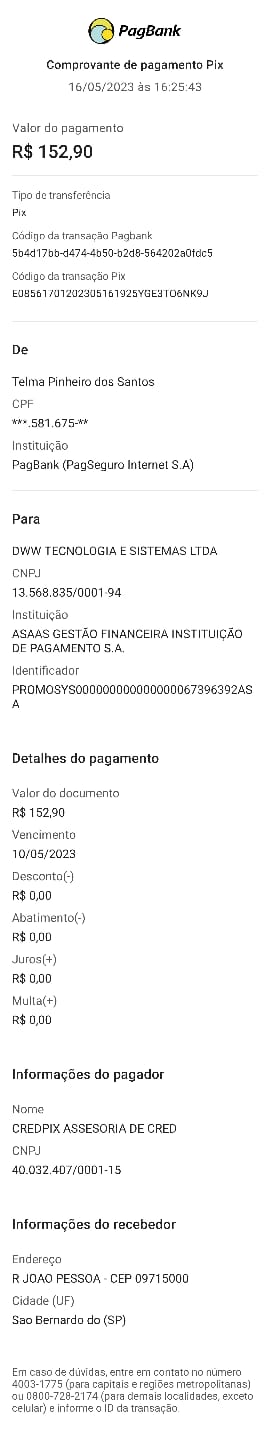 PagBank
Comprovante de pagamento Pix
16/05/2023 às 16:25:43
Valor do pagamento
R$ 152,90
Tipo de transferência
Pix
Código da transação Pagbank
5b4d17bb-d474-4b50-b2d8-564202a0fdc5
Código da transação Pix
E08561701202305161925YGE3TO6NK9J
De
Telma Pinheiro dos Santos
CPF
***.581.675-**
Instituição
PagBank (PagSeguro Internet S.A)
Para
DWW TECNOLOGIA E SISTEMAS LTDA
CNPJ
13.568.835/0001-94
Instituição
ASAAS GESTÃO FINANCEIRA INSTITUIÇÃO
DE PAGAMENTO S.A.
Identificador
PROMOSYS000000000000000067396392AS
A
Detalhes do pagamento
Valor do documento
R$ 152,90
Vencimento
10/05/2023
Desconto(-)
R$ 0,00
Abatimento(-)
R$ 0,00
Juros(+)
R$ 0,00
Multa(+)
R$ 0,00
Informações do pagador
Nome
CREDPIX ASSESORIA DE CRED
CNPJ
40.032.407/0001-15
Informações do recebedor
Endereço
R JOAO PESSOA - CEP 09715000
Cidade (UF)
Sao Bernardo do (SP)
Em caso de dúvidas, entre em contato no número
4003-1775 (para capitais e regiões metropolitanas)
ou 0800-728-2174 (para demais localidades, exceto
celular) e informe o ID da transação.